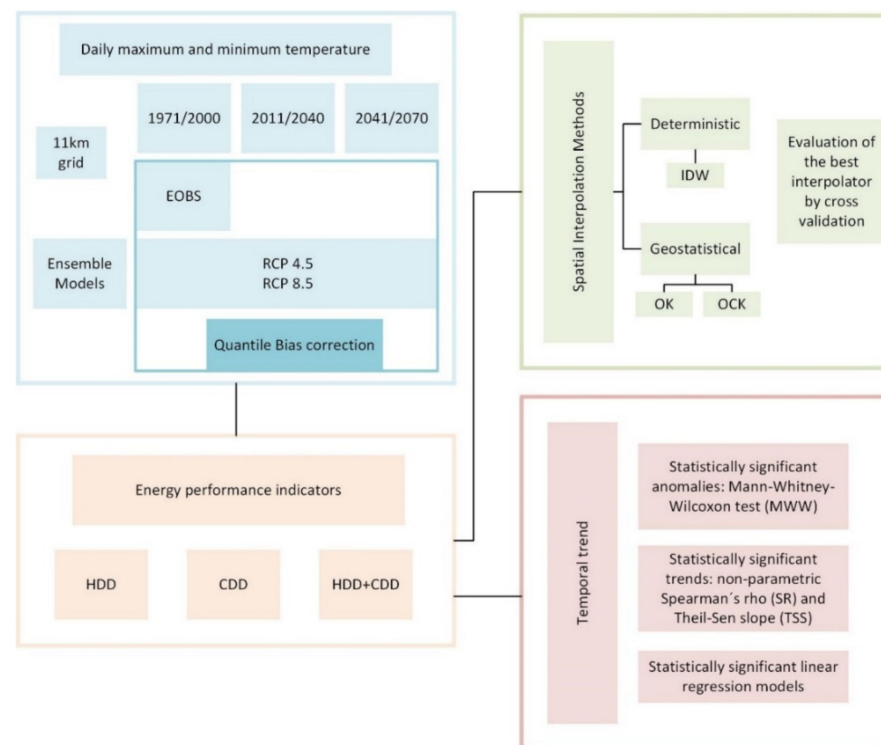 Daily maximum and minimum temperature
1971/2000
2011/2040
2041/2070
11km
grid
EOBS
Ensemble
Models
RCP 4.5
RCP 8.5
Quantile Bias correction
Energy performance indicators
HDD
CDD
HDD+CDD
Spatial Interpolation Methods
Deterministic
IDW
Geostatistical
OK
OCK
Evaluation of
the best
interpolator
by cross
validation
Temporal trend
Statistically significant
anomalies: Mann-Whitney-
Wilcoxon test (MWW)
Statistically significant
trends: non-parametric
Spearman´s rho (SR) and
Theil-Sen slope (TSS)
Statistically significant linear
regression models